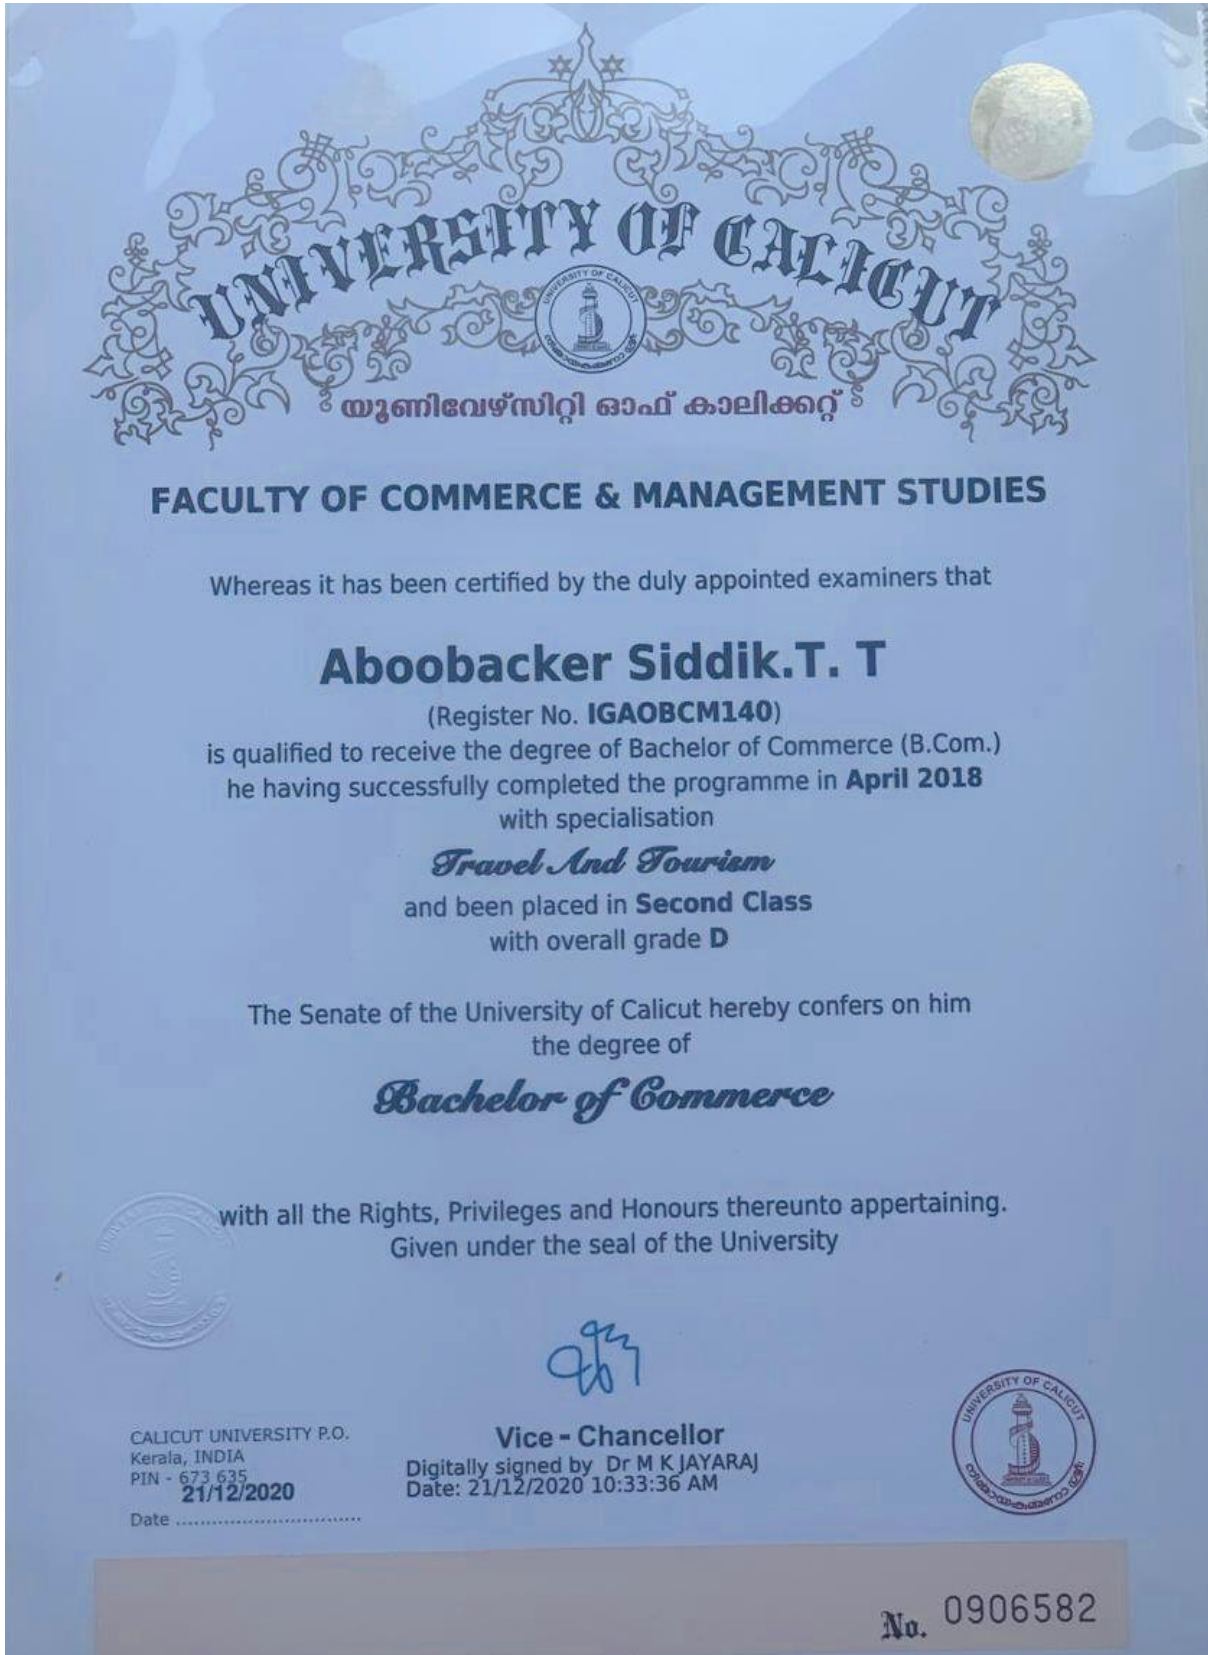 UNIVERSITY OF CALICUT
UNIVERSITY OF CALICUT
യൂണിവേഴ്സിറ്റി ഓഫ് കാലിക്കറ്റ്
FACULTY OF COMMERCE & MANAGEMENT STUDIES
Whereas it has been certified by the duly appointed examiners that
Aboobacker Siddik.T. T
(Register No. IGAOBCM140)
is qualified to receive the degree of Bachelor of Commerce (B.Com.)
he having successfully completed the programme in April 2018
with specialisation
Travel And Tourism
and been placed in Second Class
with overall grade D
The Senate of the University of Calicut hereby confers on him
the degree of
Bachelor of Commerce
with all the Rights, Privileges and Honours thereunto appertaining.
Given under the seal of the University
Vice - Chancellor
Digitally signed by Dr M K JAYARAJ
Date: 21/12/2020 10:33:36 AM
CALICUT UNIVERSITY P.O.
Kerala, INDIA
PIN - 673 635
21/12/2020
Date ................................
UNIVERSITY OF CALICUT
No. 0906582